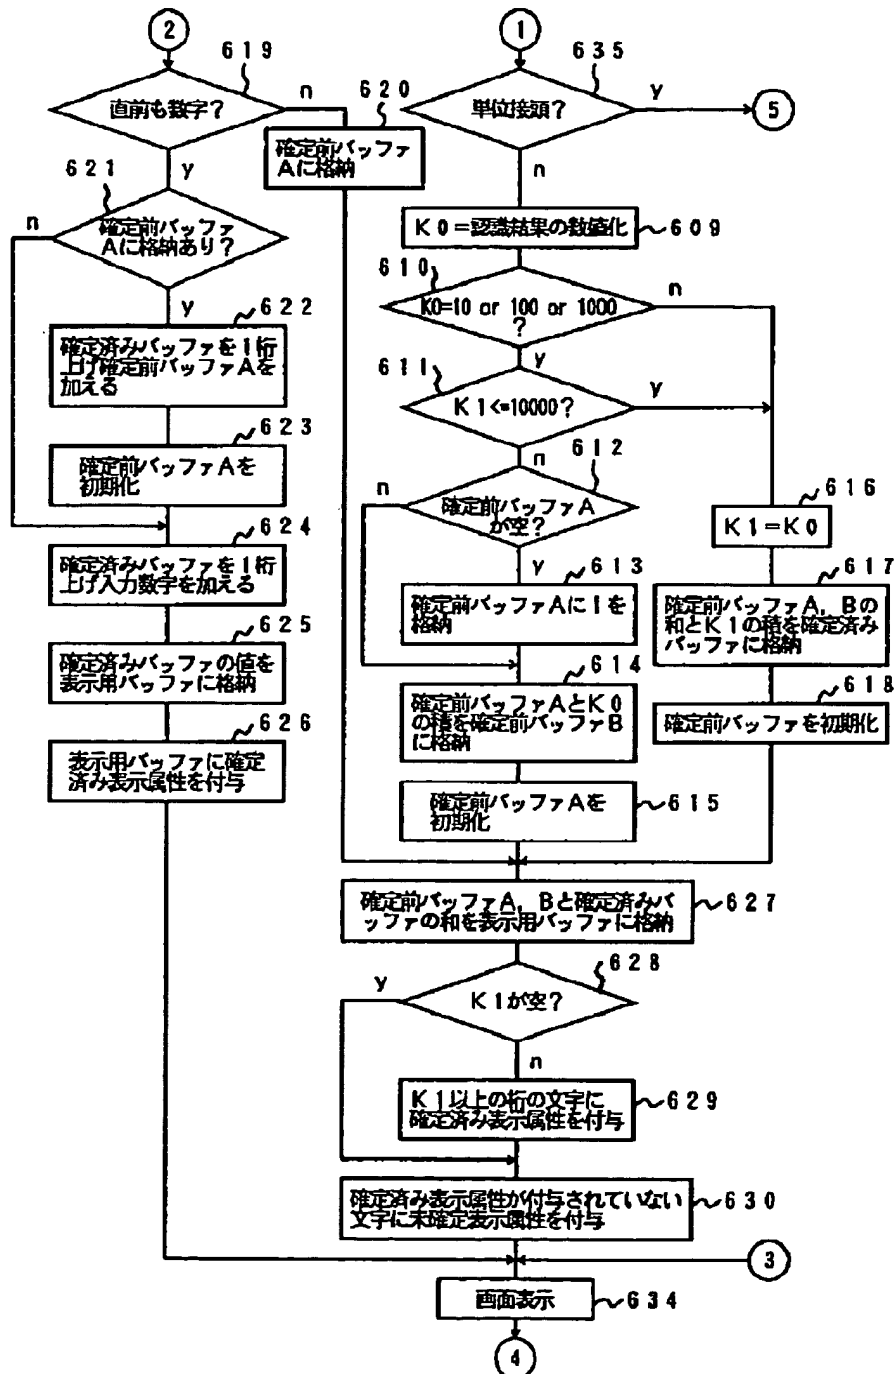 2
619
直前も数字？
n
y
620
確定前バッファ
Aに格納
621
確定前バッファ
Aに格納あり？
n
y
622
確定済みバッファを1桁
上げ確定前バッファAを
加える
623
確定前バッファAを
初期化
624
確定済みバッファを1桁
上げ入力数字を加える
625
確定済みバッファの値を
表示用バッファに格納
626
表示用バッファに確定
済み表示属性を付与
1
635
単位接頭？
y
5
n
K0＝認識結果の数値化
609
610
K0=10 or 100 or 1000
？
n
y
611
K1<=10000？
y
n
612
確定前バッファA
が空？
n
y
613
確定前バッファAに1を
格納
614
確定前バッファAとK0
の積を確定前バッファB
に格納
確定前バッファAを
初期化
615
616
K1＝K0
617
確定前バッファA，Bの
和とK1の積を確定済み
バッファに格納
618
確定前バッファを初期化
確定前バッファA，Bと確定済みバ
ッファの和を表示用バッファに格納
627
628
K1が空？
y
n
K1以上の桁の文字に
確定済み表示属性を付与
629
確定済み表示属性が付与されていない
文字に未確定表示属性を付与
630
3
画面表示
634
4